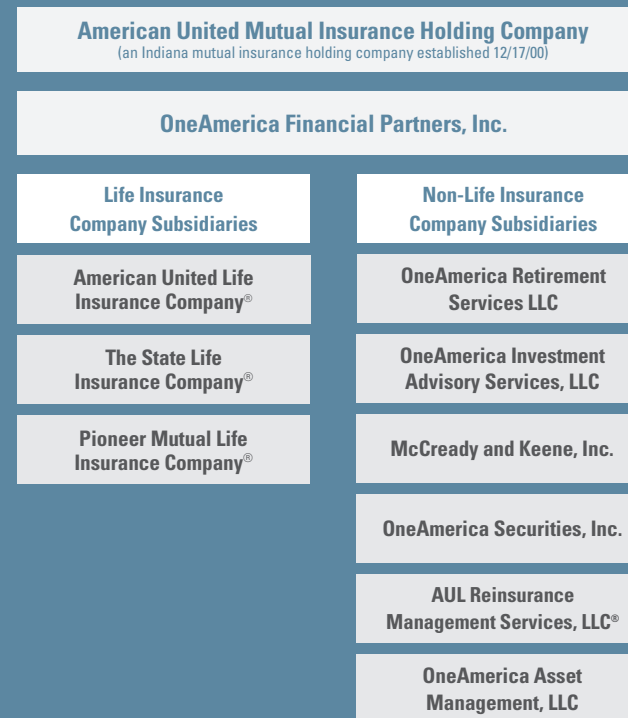 American United Mutual Insurance Holding Company
(an Indiana mutual insurance holding company established 12/17/00)
OneAmerica Financial Partners, Inc.
Life Insurance
Company Subsidiaries
American United Life
Insurance Company®
The State Life
Insurance Company®
Pioneer Mutual Life
Insurance Company®
Non-Life Insurance
Company Subsidiaries
OneAmerica Retirement
Services LLC
OneAmerica Investment
Advisory Services, LLC
McCready and Keene, Inc.
OneAmerica Securities, Inc.
AUL Reinsurance
Management Services, LLC®
OneAmerica Asset
Management, LLC